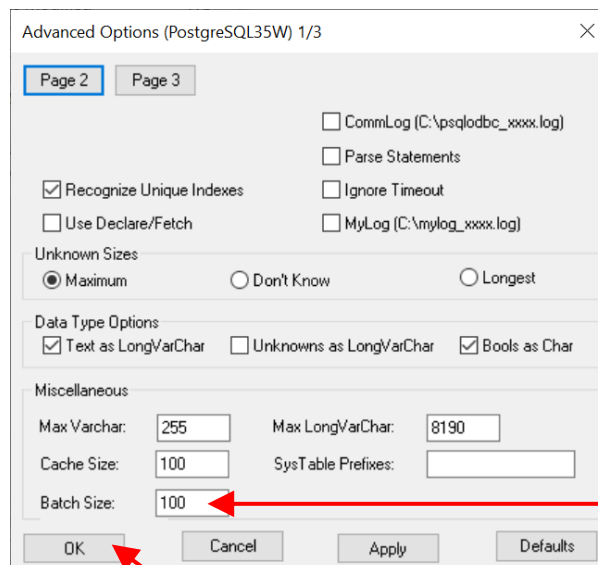 Advanced Options (PostgreSQL35W) 1/3
Page 2 Page 3
CommLog (C:\psqlodbc_xxxx.log)
Parse Statements
Recognize Unique Indexes Ignore Timeout
Use Declare/Fetch MyLog (C:\mylog_xxxx.log)
Unknown Sizes
Maximum Don't Know Longest
Data Type Options
Text as LongVarChar Unknowns as LongVarChar Bools as Char
Miscellaneous
Max Varchar: 255 Max LongVarChar: 8190
Cache Size: 100 SysTable Prefixes:
Batch Size: 100
OK Cancel Apply Defaults